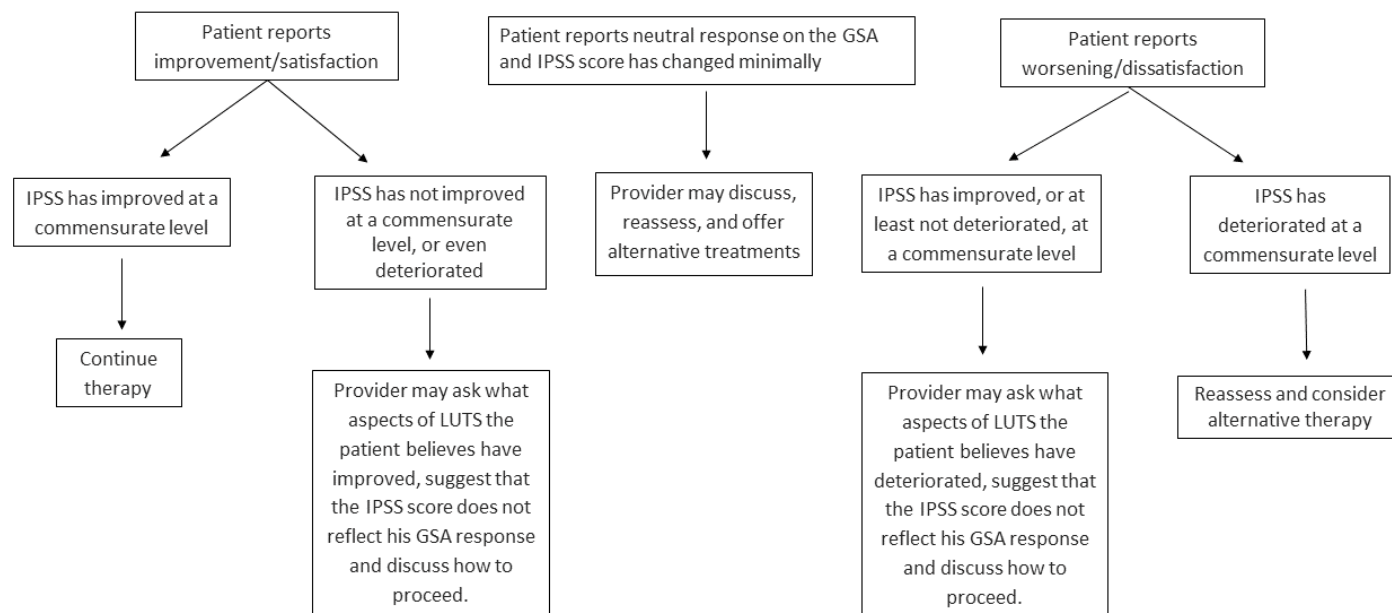 Patient reports
improvement/satisfaction
Patient reports neutral response on the GSA
and IPSS score has changed minimally
Patient reports
worsening/dissatisfaction
IPSS has improved at a
commensurate level
IPSS has not improved
at a commensurate
level, or even
deteriorated
Provider may discuss,
reassess, and offer
alternative treatments
IPSS has improved, or at
least not deteriorated, at
a commensurate level
IPSS has
deteriorated at a
commensurate level
Continue
therapy
Provider may ask what
aspects of LUTS the
patient believes have
improved, suggest that
the IPSS score does not
reflect his GSA response
and discuss how to
proceed.
Provider may ask what
aspects of LUTS the
patient believes have
deteriorated, suggest that
the IPSS score does not
reflect his GSA response
and discuss how to
proceed.
Reassess and consider
alternative therapy